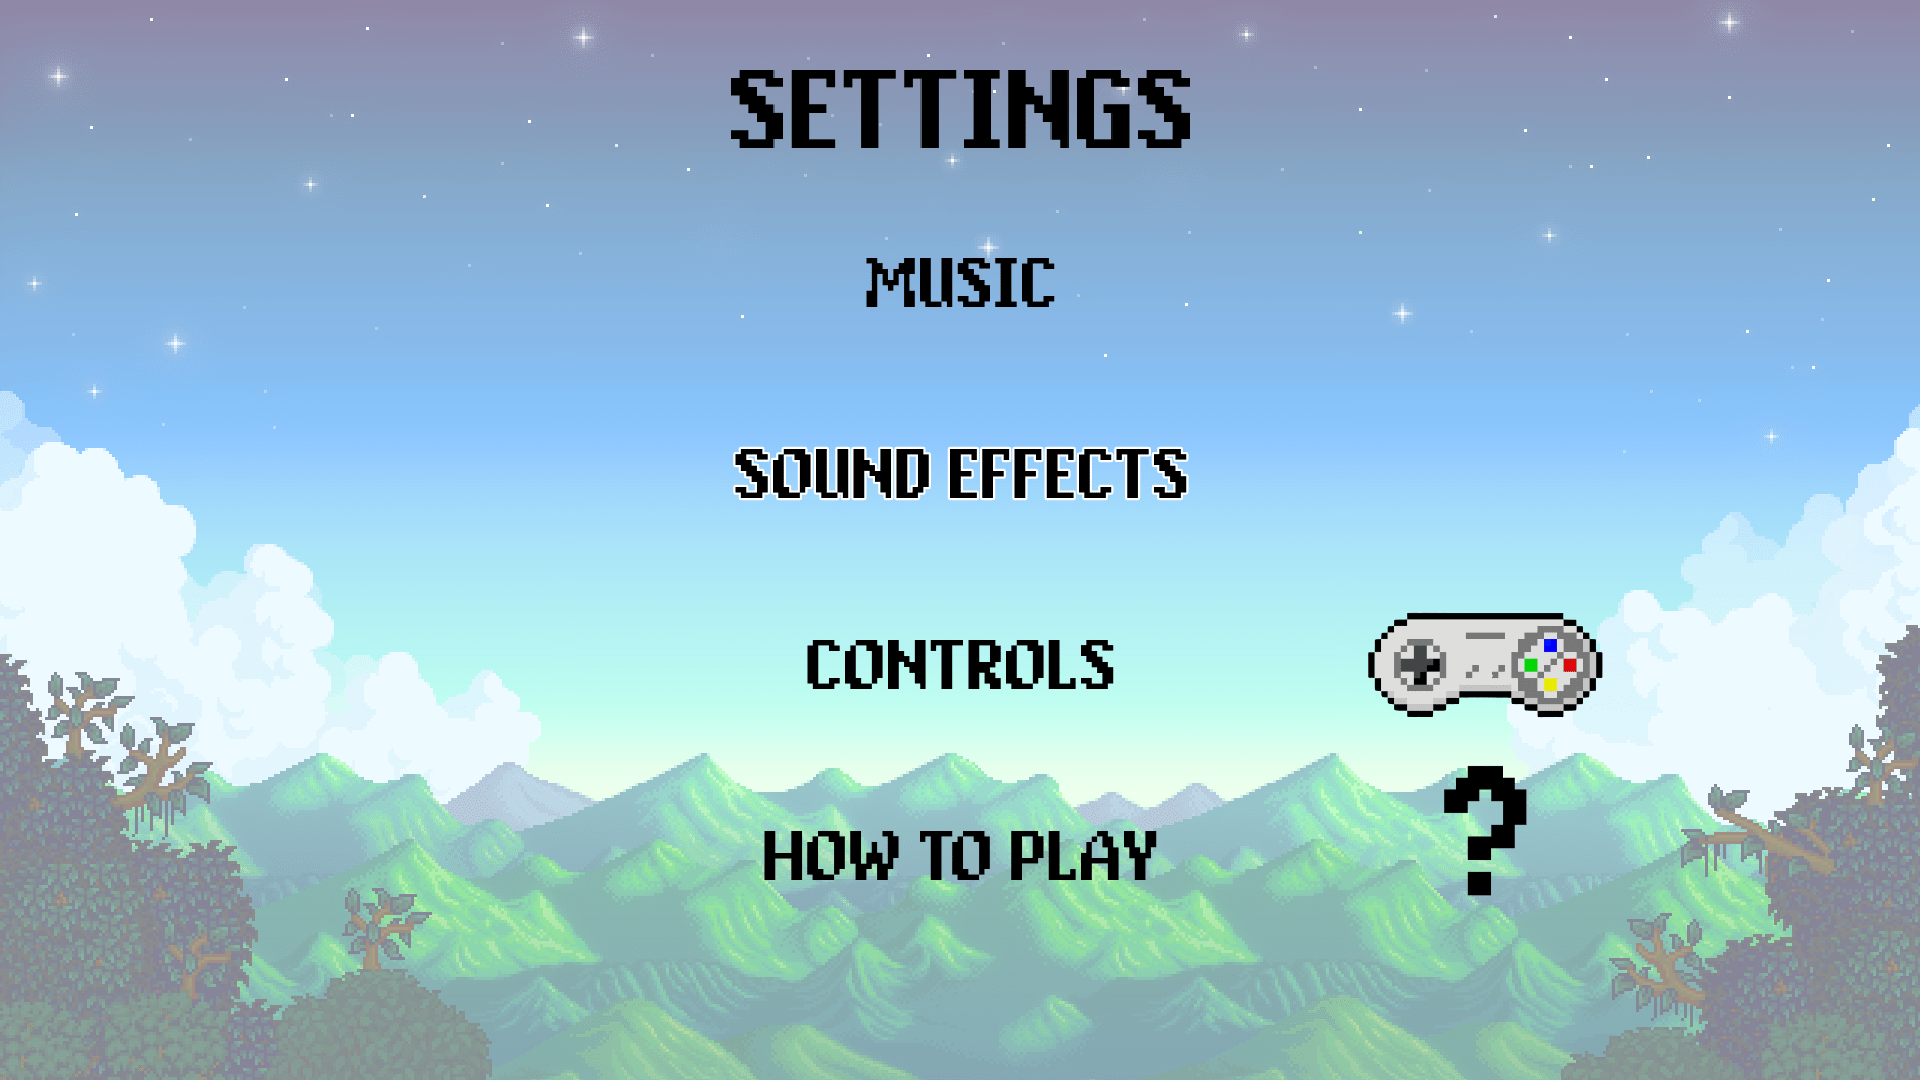 SETTINGS
MUSIC
SOUND EFFECTS
CONTROLS
HOW TO PLAY
?